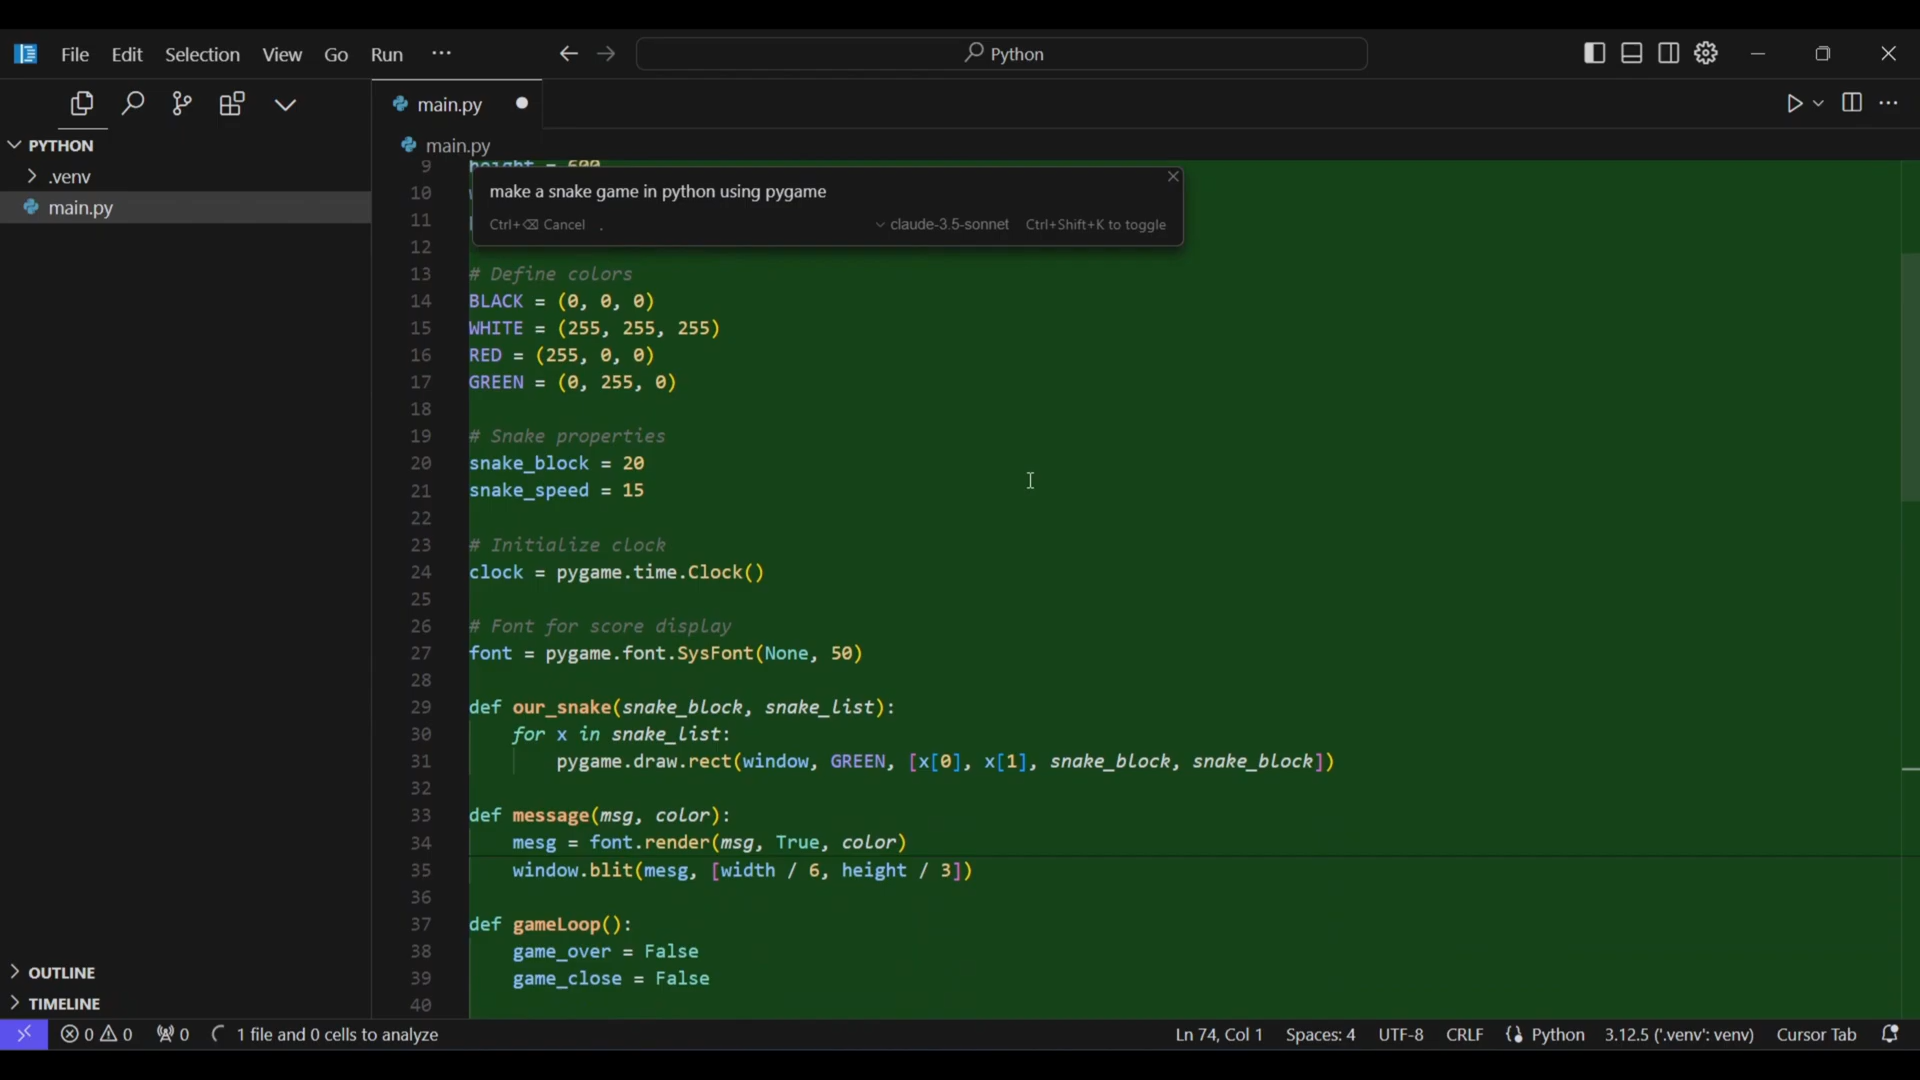 File Edit Selection View Go Run ···
Python
PYTHON
.venv
main.py
OUTLINE
TIMELINE
main.py
main.py
make a snake game in python using pygame
Ctrl+⌫ Cancel .
claude-3.5-sonnet Ctrl+Shift+K to toggle
9 height = 600
10
11
12
13 # Define colors
14 BLACK = (0, 0, 0)
15 WHITE = (255, 255, 255)
16 RED = (255, 0, 0)
17 GREEN = (0, 255, 0)
18
19 # Snake properties
20 snake_block = 20
21 snake_speed = 15
22
23 # Initialize clock
24 clock = pygame.time.Clock()
25
26 # Font for score display
27 font = pygame.font.SysFont(None, 50)
28
29 def our_snake(snake_block, snake_list):
30 for x in snake_list:
31 pygame.draw.rect(window, GREEN, [x[0], x[1], snake_block, snake_block])
32
33 def message(msg, color):
34 mesg = font.render(msg, True, color)
35 window.blit(mesg, [width / 6, height / 3])
36
37 def gameLoop():
38 game_over = False
39 game_close = False
40
0 0 0 1 file and 0 cells to analyze
Ln 74, Col 1 Spaces: 4 UTF-8 CRLF Python 3.12.5 ('.venv': venv) Cursor Tab